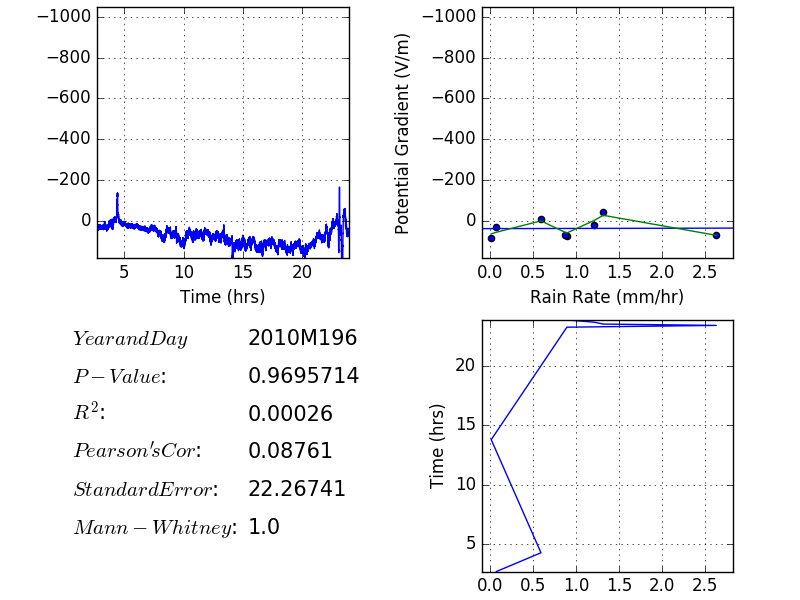 −1000
−800
−600
−400
−200
0
5 10 15 20
Time (hrs)
Potential Gradient (V/m)
−1000
−800
−600
−400
−200
0
0.0 0.5 1.0 1.5 2.0 2.5
Rain Rate (mm/hr)
YearandDay 2010M196
P−Value: 0.9695714
R²: 0.00026
Pearson'sCor: 0.08761
StandardError: 22.26741
Mann−Whitney: 1.0
Time (hrs)
20
15
10
5
0.0 0.5 1.0 1.5 2.0 2.5